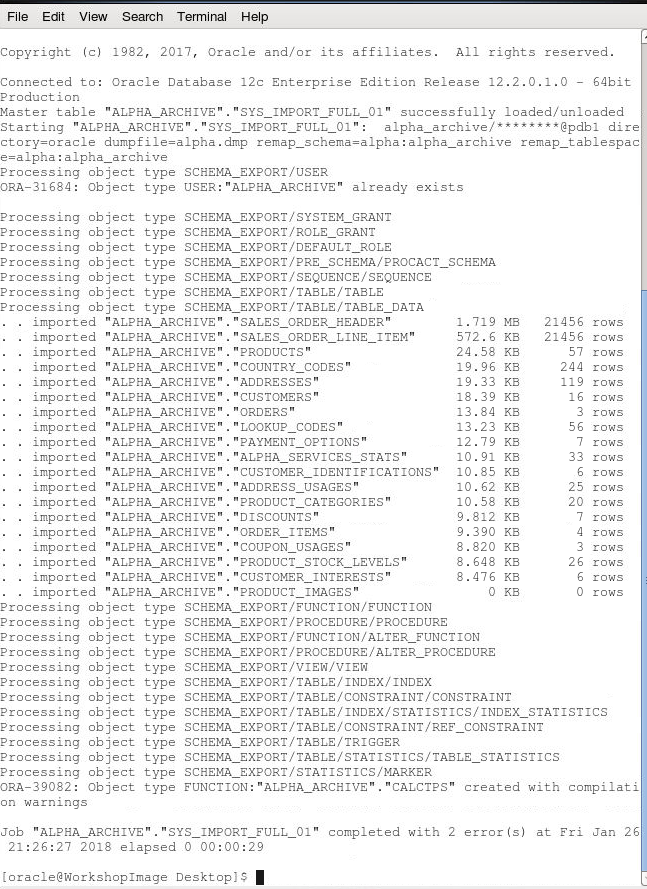 File Edit View Search Terminal Help
Copyright (c) 1982, 2017, Oracle and/or its affiliates.  All rights reserved.
Connected to: Oracle Database 12c Enterprise Edition Release 12.2.0.1.0 - 64bit
Production
Master table "ALPHA_ARCHIVE"."SYS_IMPORT_FULL_01" successfully loaded/unloaded
Starting "ALPHA_ARCHIVE"."SYS_IMPORT_FULL_01":  alpha_archive/********@pdb1 dire
ctory=oracle dumpfile=alpha.dmp remap_schema=alpha:alpha_archive remap_tablespac
e=alpha:alpha_archive
Processing object type SCHEMA_EXPORT/USER
ORA-31684: Object type USER:"ALPHA_ARCHIVE" already exists
Processing object type SCHEMA_EXPORT/SYSTEM_GRANT
Processing object type SCHEMA_EXPORT/ROLE_GRANT
Processing object type SCHEMA_EXPORT/DEFAULT_ROLE
Processing object type SCHEMA_EXPORT/PRE_SCHEMA/PROCACT_SCHEMA
Processing object type SCHEMA_EXPORT/SEQUENCE/SEQUENCE
Processing object type SCHEMA_EXPORT/TABLE/TABLE
Processing object type SCHEMA_EXPORT/TABLE/TABLE_DATA
. . imported "ALPHA_ARCHIVE"."SALES_ORDER_HEADER"        1.719 MB   21456 rows
. . imported "ALPHA_ARCHIVE"."SALES_ORDER_LINE_ITEM"     572.6 KB   21456 rows
. . imported "ALPHA_ARCHIVE"."PRODUCTS"                  24.58 KB      57 rows
. . imported "ALPHA_ARCHIVE"."COUNTRY_CODES"             19.96 KB     244 rows
. . imported "ALPHA_ARCHIVE"."ADDRESSES"                 19.33 KB     119 rows
. . imported "ALPHA_ARCHIVE"."CUSTOMERS"                 18.39 KB      16 rows
. . imported "ALPHA_ARCHIVE"."ORDERS"                    13.84 KB       3 rows
. . imported "ALPHA_ARCHIVE"."LOOKUP_CODES"              13.23 KB      56 rows
. . imported "ALPHA_ARCHIVE"."PAYMENT_OPTIONS"           12.79 KB       7 rows
. . imported "ALPHA_ARCHIVE"."ALPHA_SERVICES_STATS"      10.91 KB      33 rows
. . imported "ALPHA_ARCHIVE"."CUSTOMER_IDENTIFICATIONS"  10.85 KB       6 rows
. . imported "ALPHA_ARCHIVE"."ADDRESS_USAGES"            10.62 KB      25 rows
. . imported "ALPHA_ARCHIVE"."PRODUCT_CATEGORIES"        10.58 KB      20 rows
. . imported "ALPHA_ARCHIVE"."DISCOUNTS"                 9.812 KB       7 rows
. . imported "ALPHA_ARCHIVE"."ORDER_ITEMS"               9.390 KB       4 rows
. . imported "ALPHA_ARCHIVE"."COUPON_USAGES"             8.820 KB       3 rows
. . imported "ALPHA_ARCHIVE"."PRODUCT_STOCK_LEVELS"      8.648 KB      26 rows
. . imported "ALPHA_ARCHIVE"."CUSTOMER_INTERESTS"        8.476 KB       6 rows
. . imported "ALPHA_ARCHIVE"."PRODUCT_IMAGES"                0 KB       0 rows
Processing object type SCHEMA_EXPORT/FUNCTION/FUNCTION
Processing object type SCHEMA_EXPORT/PROCEDURE/PROCEDURE
Processing object type SCHEMA_EXPORT/FUNCTION/ALTER_FUNCTION
Processing object type SCHEMA_EXPORT/PROCEDURE/ALTER_PROCEDURE
Processing object type SCHEMA_EXPORT/VIEW/VIEW
Processing object type SCHEMA_EXPORT/TABLE/INDEX/INDEX
Processing object type SCHEMA_EXPORT/TABLE/CONSTRAINT/CONSTRAINT
Processing object type SCHEMA_EXPORT/TABLE/INDEX/STATISTICS/INDEX_STATISTICS
Processing object type SCHEMA_EXPORT/TABLE/CONSTRAINT/REF_CONSTRAINT
Processing object type SCHEMA_EXPORT/TABLE/TRIGGER
Processing object type SCHEMA_EXPORT/TABLE/STATISTICS/TABLE_STATISTICS
Processing object type SCHEMA_EXPORT/STATISTICS/MARKER
ORA-39082: Object type FUNCTION:"ALPHA_ARCHIVE"."CALCTPS" created with compilati
on warnings
Job "ALPHA_ARCHIVE"."SYS_IMPORT_FULL_01" completed with 2 error(s) at Fri Jan 26
 21:26:27 2018 elapsed 0 00:00:29
[oracle@WorkshopImage Desktop]$